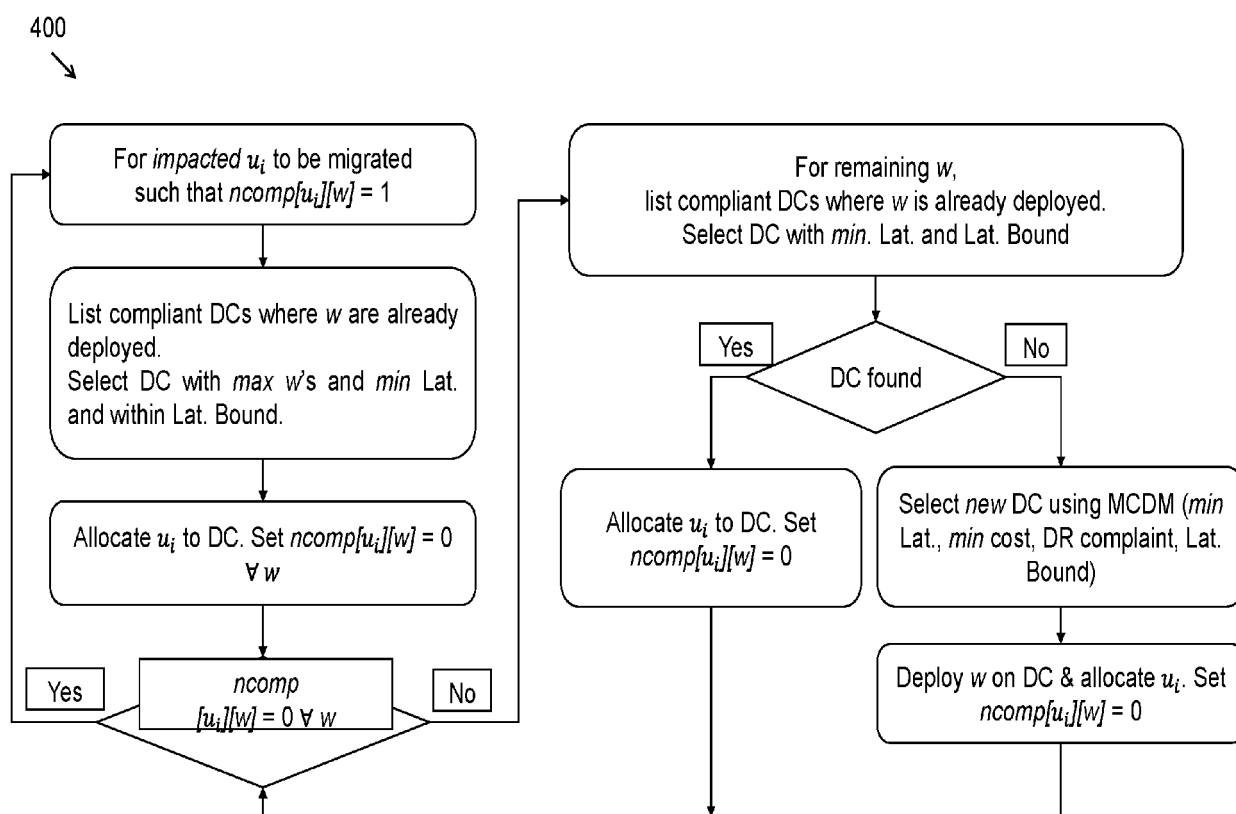 400
For impacted uᵢ to be migrated
such that ncomp[uᵢ][w] = 1
List compliant DCs where w are already
deployed.
Select DC with max w's and min Lat.
and within Lat. Bound.
Allocate uᵢ to DC. Set ncomp[uᵢ][w] = 0
∀ w
Yes
ncomp
[uᵢ][w] = 0 ∀ w
No
For remaining w,
list compliant DCs where w is already deployed.
Select DC with min. Lat. and Lat. Bound
Yes
DC found
No
Allocate uᵢ to DC. Set
ncomp[uᵢ][w] = 0
Select new DC using MCDM (min
Lat., min cost, DR complaint, Lat.
Bound)
Deploy w on DC & allocate uᵢ. Set
ncomp[uᵢ][w] = 0